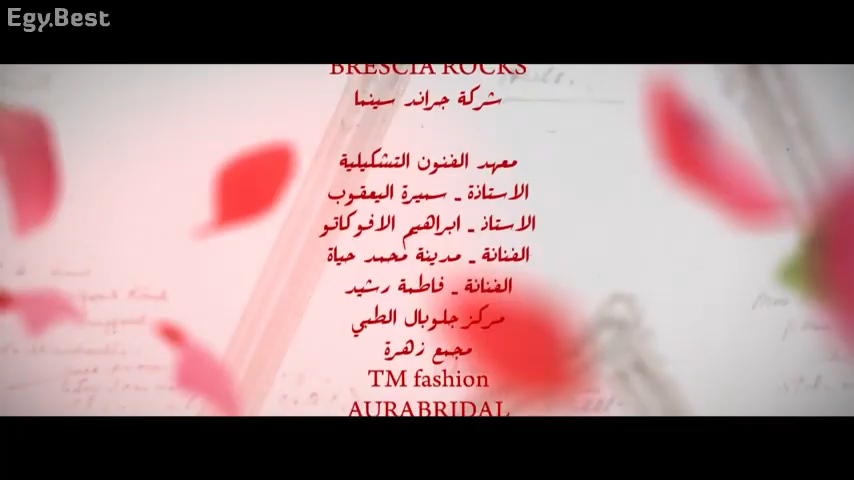 Egy.Best
BRESCIA ROCKS
شركة جراند سينما
معهد الفنون التشكيلية
الاستاذة - سميرة اليعقوب
الاستاذ - ابراهيم الافوكاتو
الفنانة - مدينة محمد حياة
الفنانة - فاطمة رشيد
مركز جلوبال الطبي
مجمع زهرة
TM fashion
AURABRIDAL